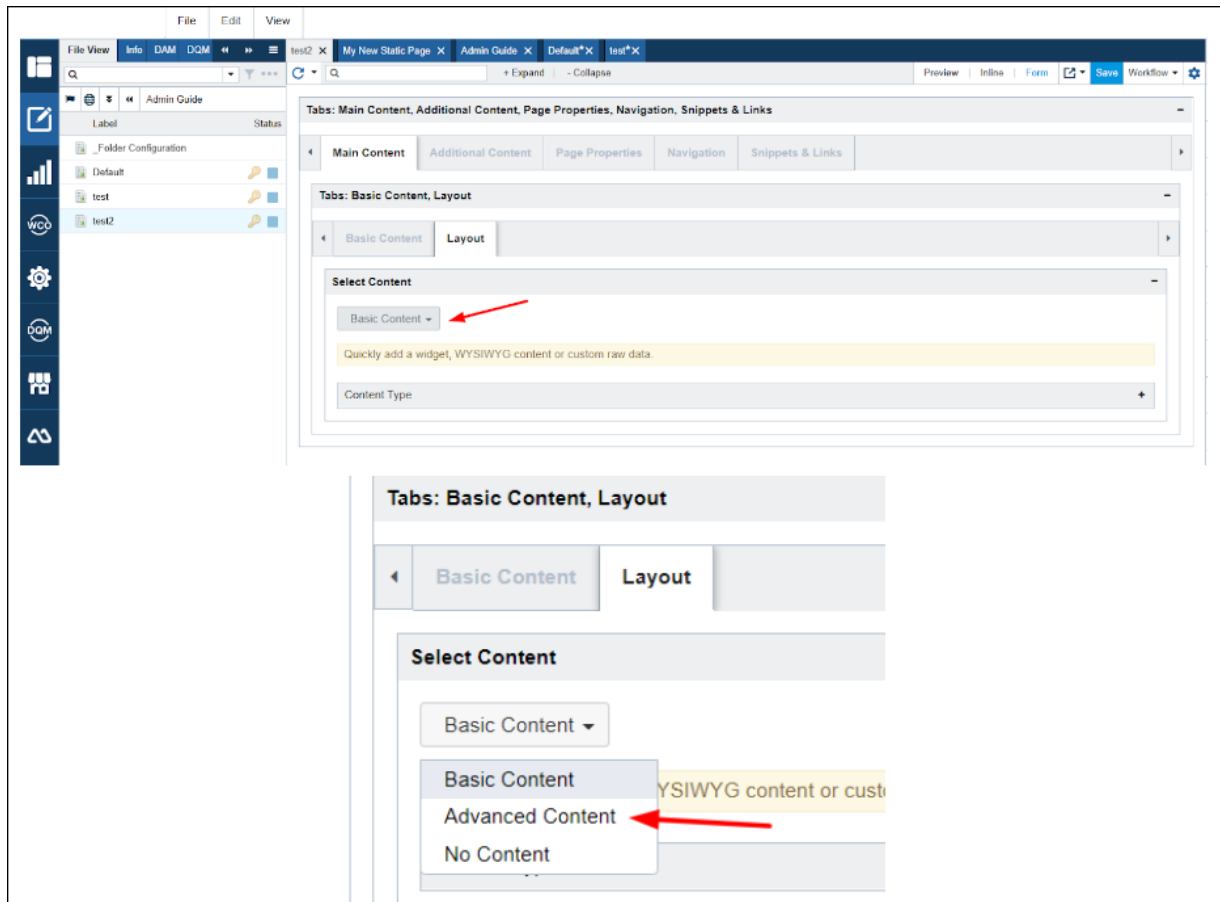 File Edit View
File View Info DAM DQM test2 X My New Static Page X Admin Guide X Default*X test*X
+ Expand - Collapse Preview Inline Form Save Workflow
Admin Guide
Label Status
_Folder Configuration
Default
test
test2
WCO
DQM
Tabs: Main Content, Additional Content, Page Properties, Navigation, Snippets & Links
Main Content Additional Content Page Properties Navigation Snippets & Links
Tabs: Basic Content, Layout
Basic Content Layout
Select Content
Basic Content
Quickly add a widget, WYSIWYG content or custom raw data.
Content Type
Tabs: Basic Content, Layout
Basic Content Layout
Select Content
Basic Content
Basic Content
YSIWYG content or custo
Advanced Content
No Content